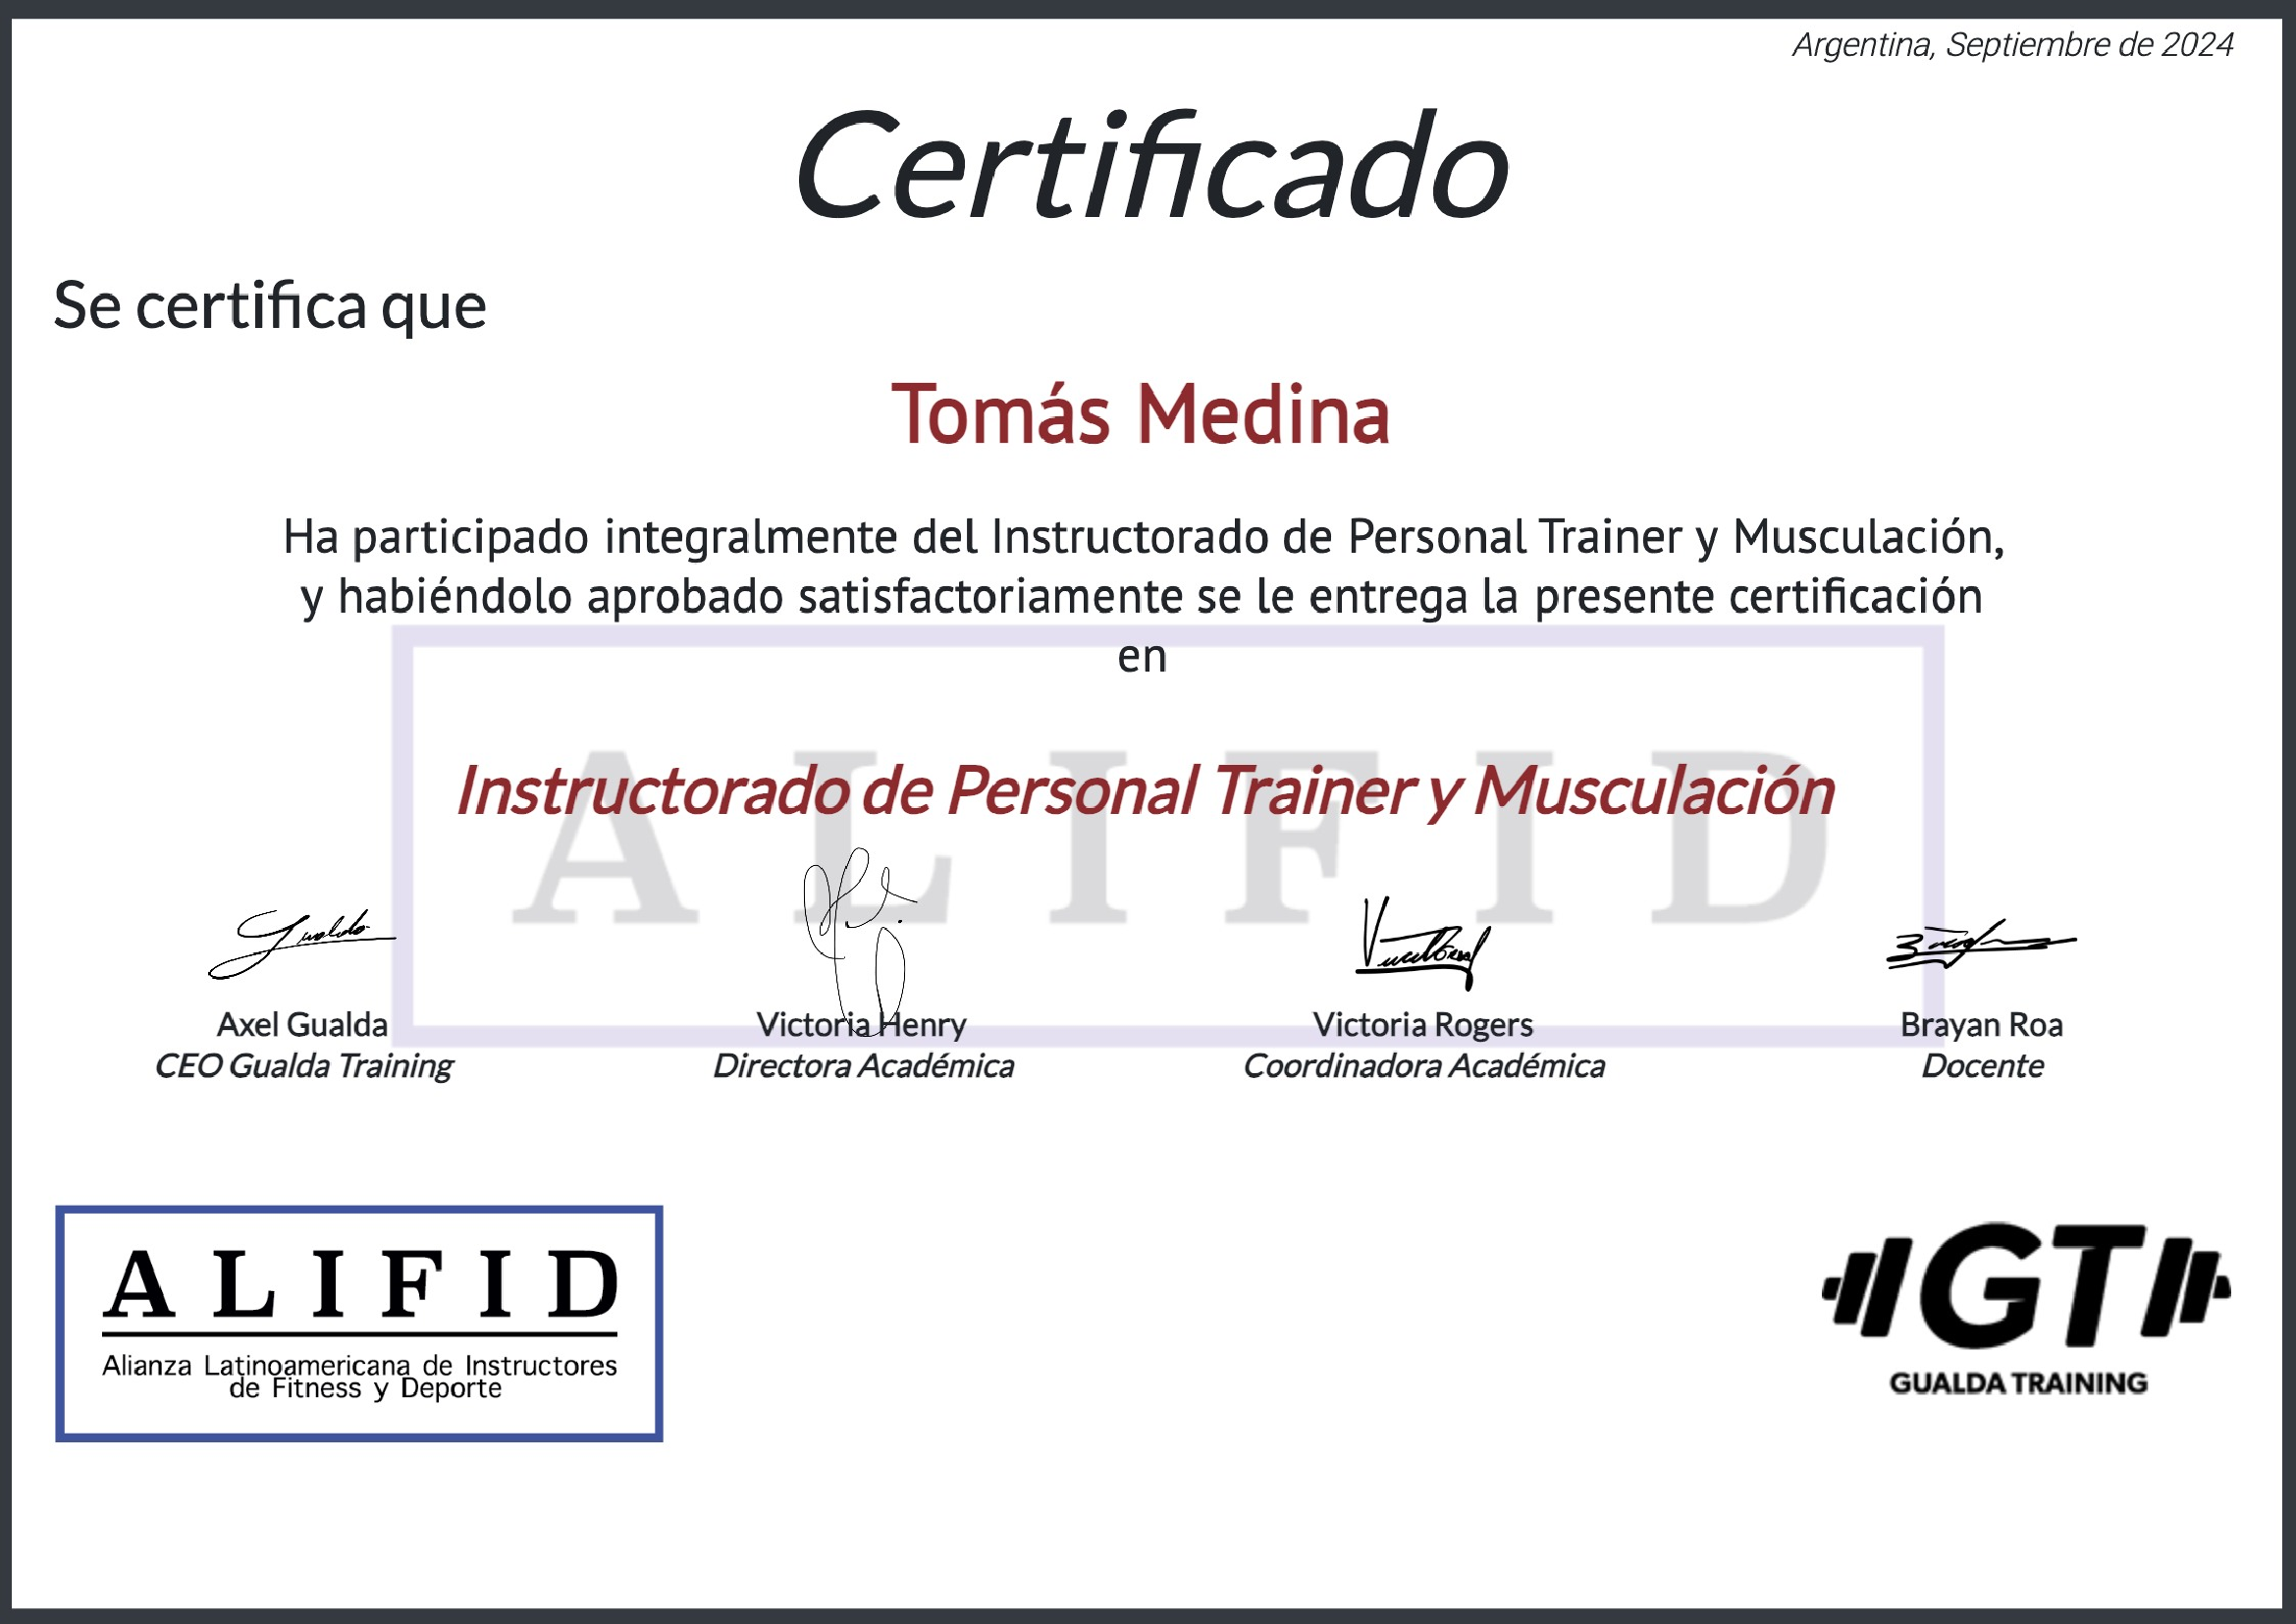 Argentina, Septiembre de 2024
Certificado
Se certifica que
Tomás Medina
Ha participado integralmente del Instructorado de Personal Trainer y Musculación,
y habiéndolo aprobado satisfactoriamente se le entrega la presente certificación
en
ALIFID
Instructorado de Personal Trainer y Musculación
Axel Gualda
CEO Gualda Training
Victoria Henry
Directora Académica
Victoria Rogers
Coordinadora Académica
Brayan Roa
Docente
ALIFID
Alianza Latinoamericana de Instructores
de Fitness y Deporte
GT
GUALDA TRAINING